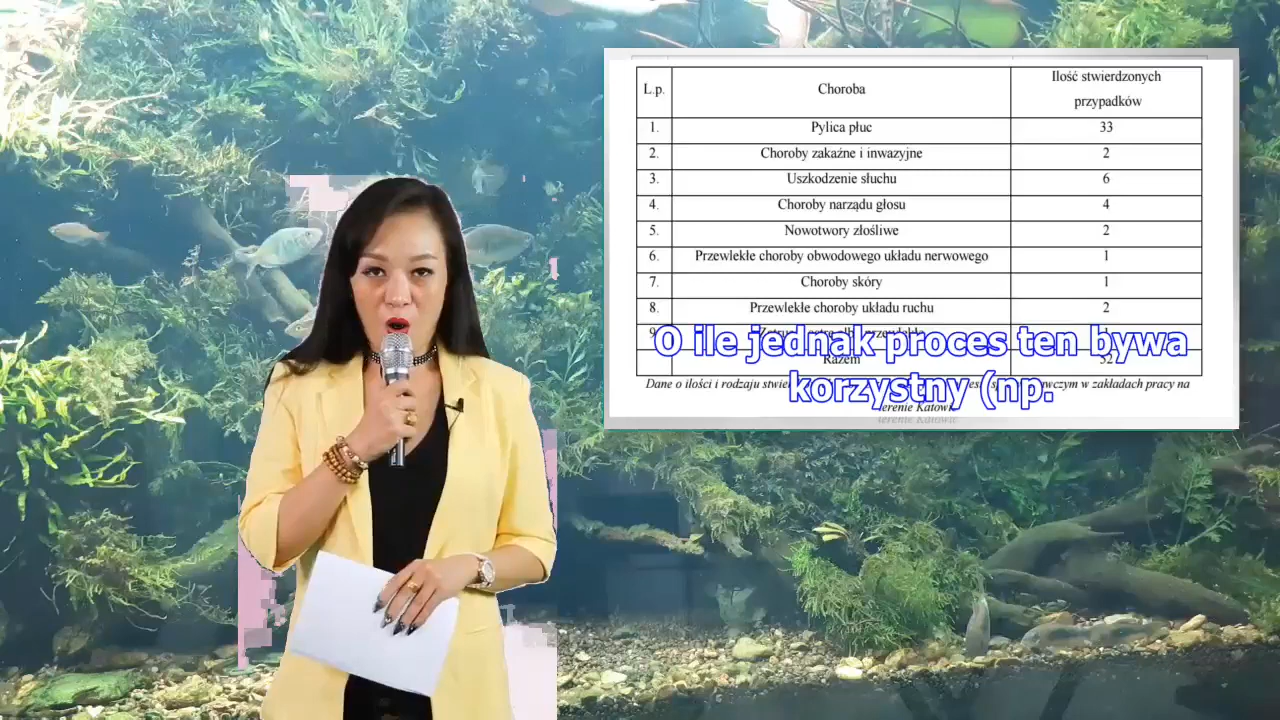 L.p. Choroba Ilość stwierdzonych przypadków
1. Pylica płuc 33
2. Choroby zakaźne i inwazyjne 2
3. Uszkodzenie słuchu 6
4. Choroby narządu głosu 4
5. Nowotwory złośliwe 2
6. Przewlekłe choroby obwodowego układu nerwowego 1
7. Choroby skóry 1
8. Przewlekłe choroby układu ruchu 2
9
O ile jednak proces ten bywa
Razem 52
korzystny (np.
Dane o ilości i rodzaju w zakładach pracy na
terenie Katowic